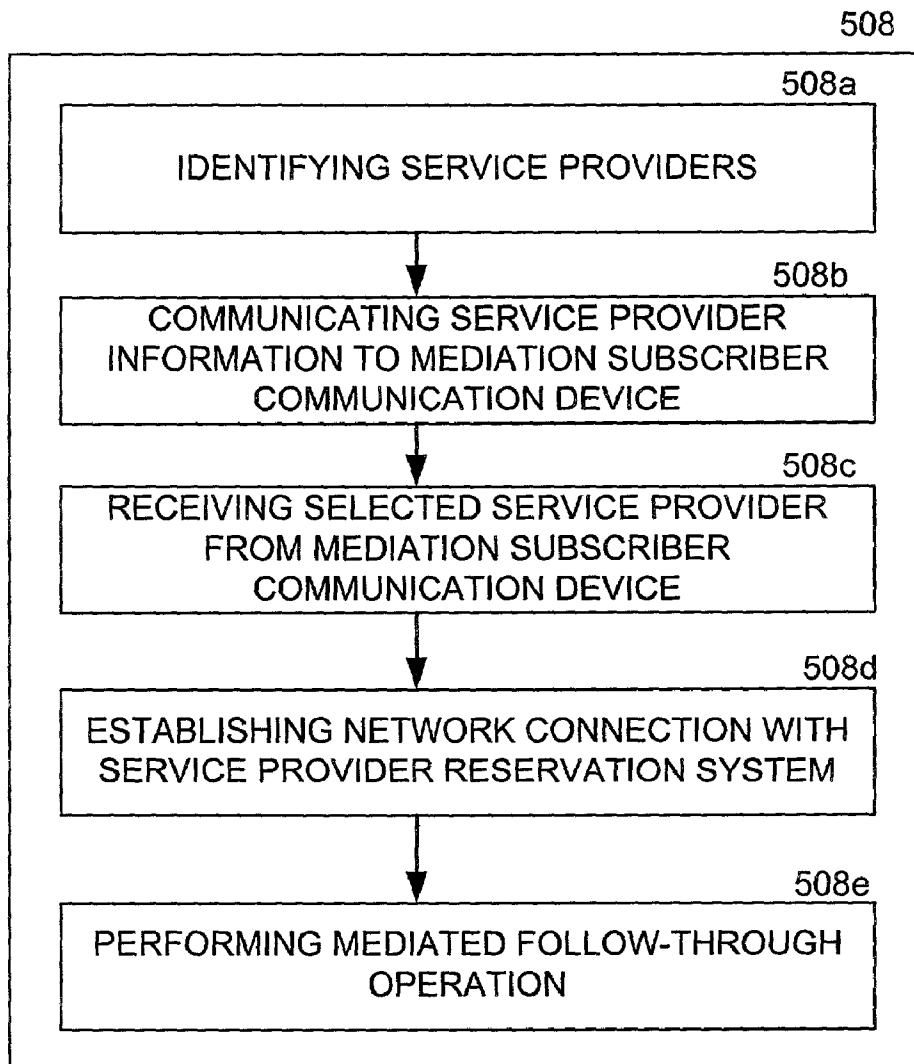 508
508a
IDENTIFYING SERVICE PROVIDERS
508b
COMMUNICATING SERVICE PROVIDER
INFORMATION TO MEDIATION SUBSCRIBER
COMMUNICATION DEVICE
508c
RECEIVING SELECTED SERVICE PROVIDER
FROM MEDIATION SUBSCRIBER
COMMUNICATION DEVICE
508d
ESTABLISHING NETWORK CONNECTION WITH
SERVICE PROVIDER RESERVATION SYSTEM
508e
PERFORMING MEDIATED FOLLOW-THROUGH
OPERATION